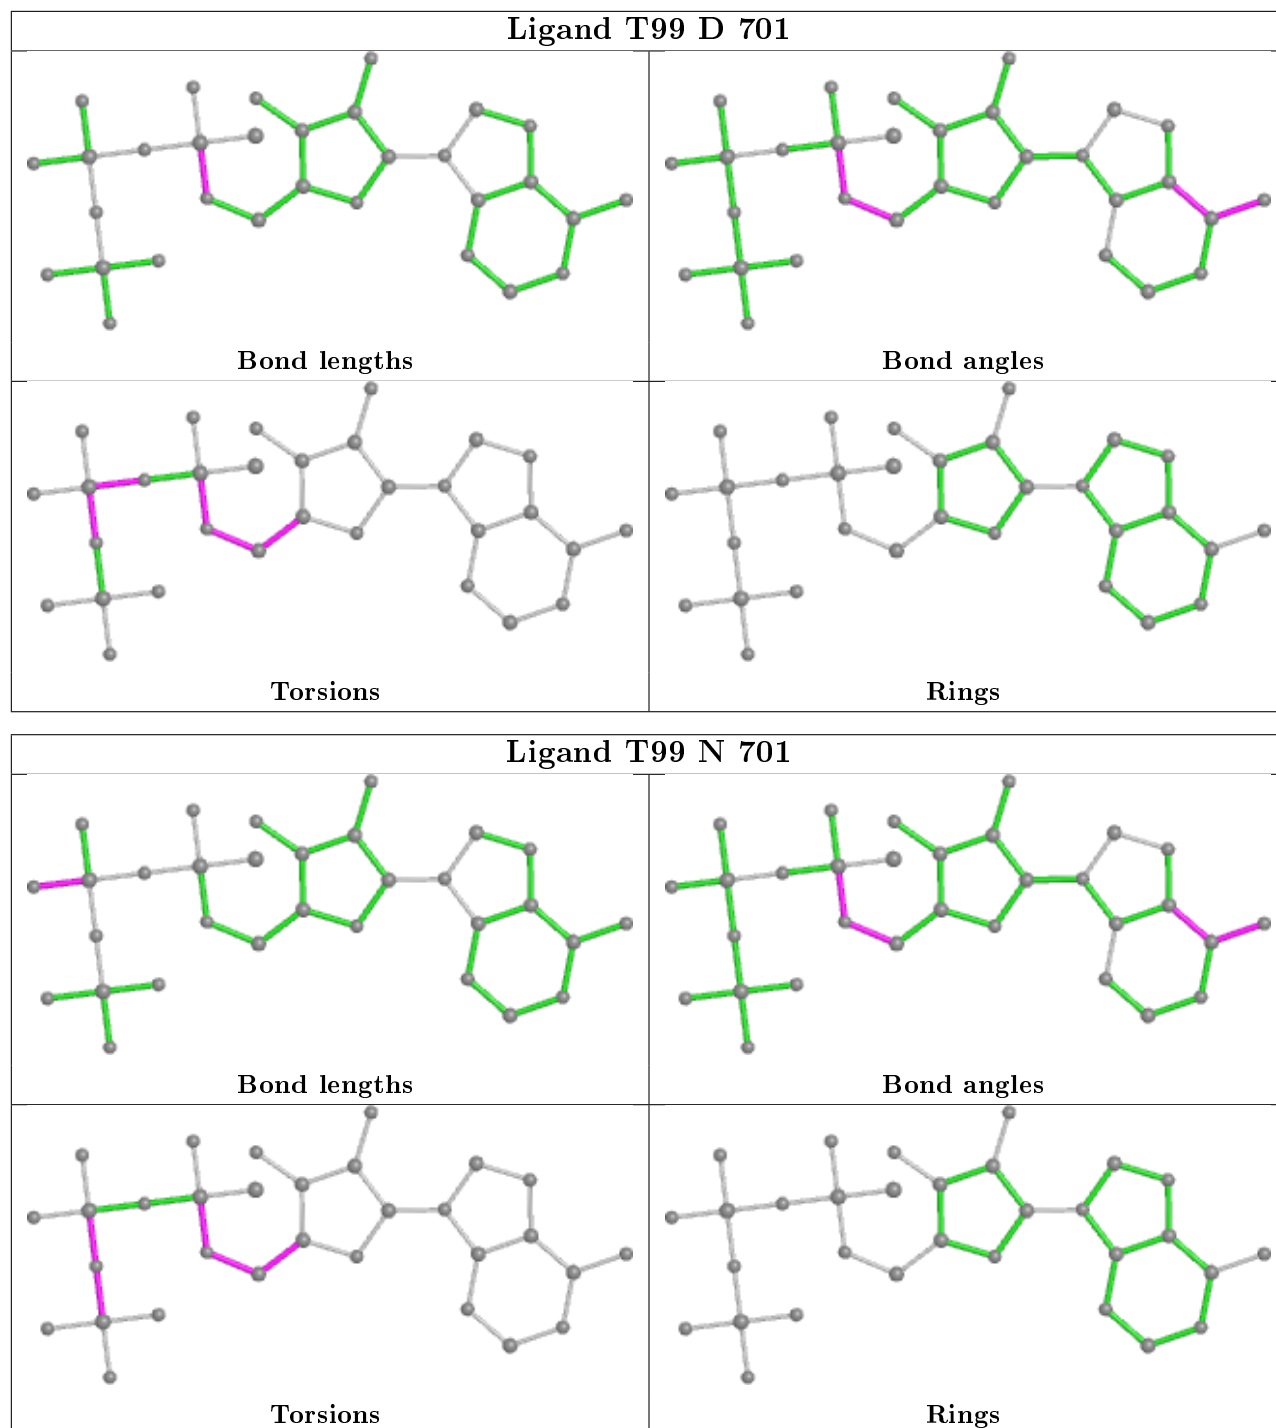 Ligand T99 D 701
Bond lengths
Bond angles
Torsions
Rings
Ligand T99 N 701
Bond lengths
Bond angles
Torsions
Rings